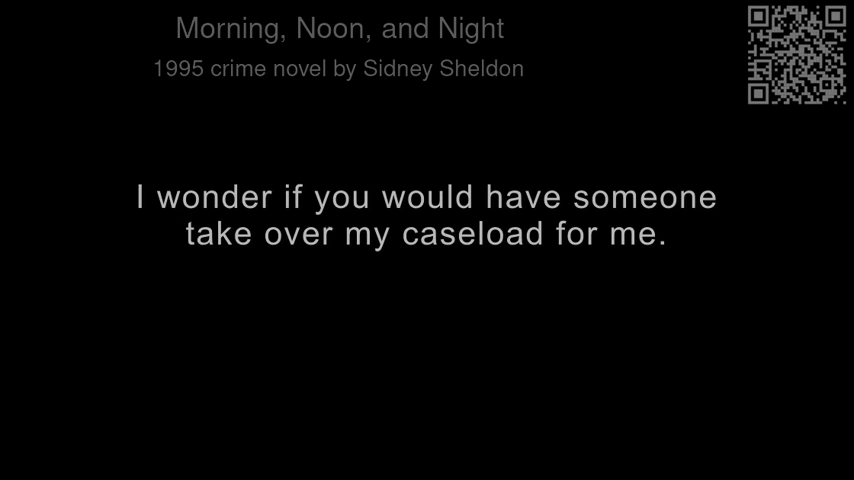 Morning, Noon, and Night
1995 crime novel by Sidney Sheldon
I wonder if you would have someone
take over my caseload for me.